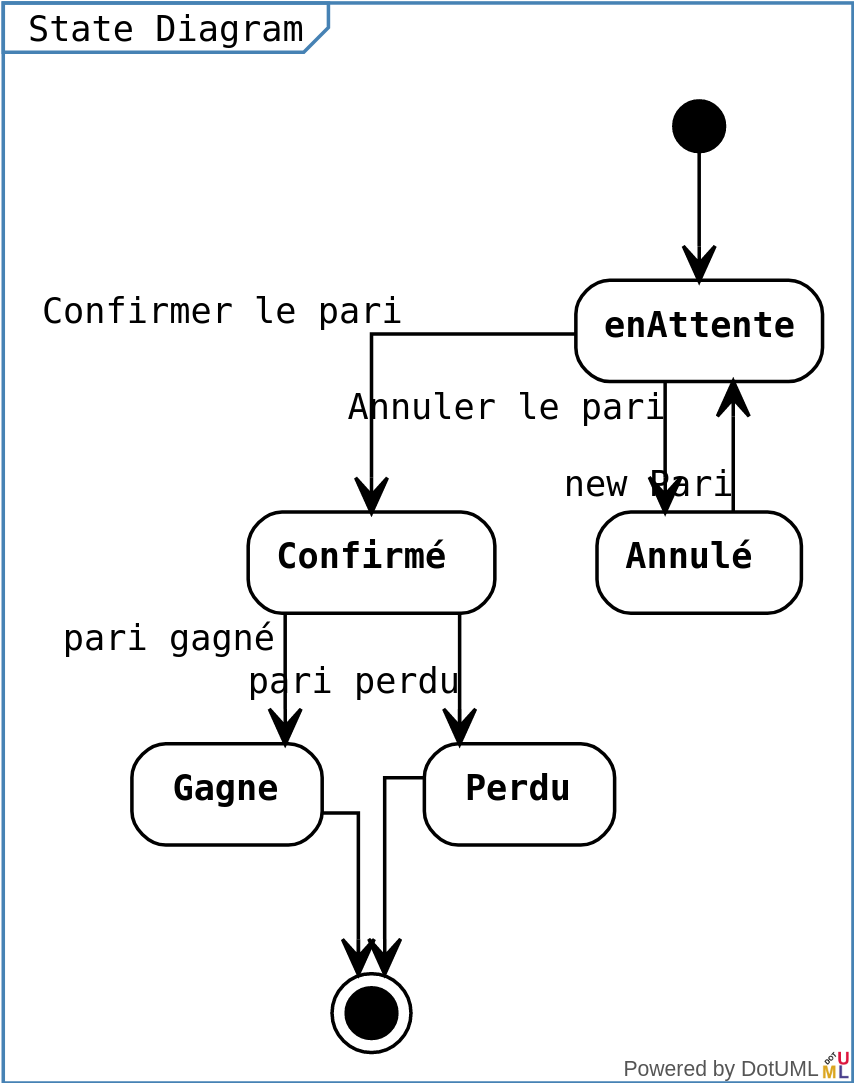 State Diagram
Confirmer le pari
enAttente
Annuler le pari
new Pari
Confirmé
Annulé
pari gagné
pari perdu
Gagne
Perdu
Powered by DotUML
DOT
U
M L